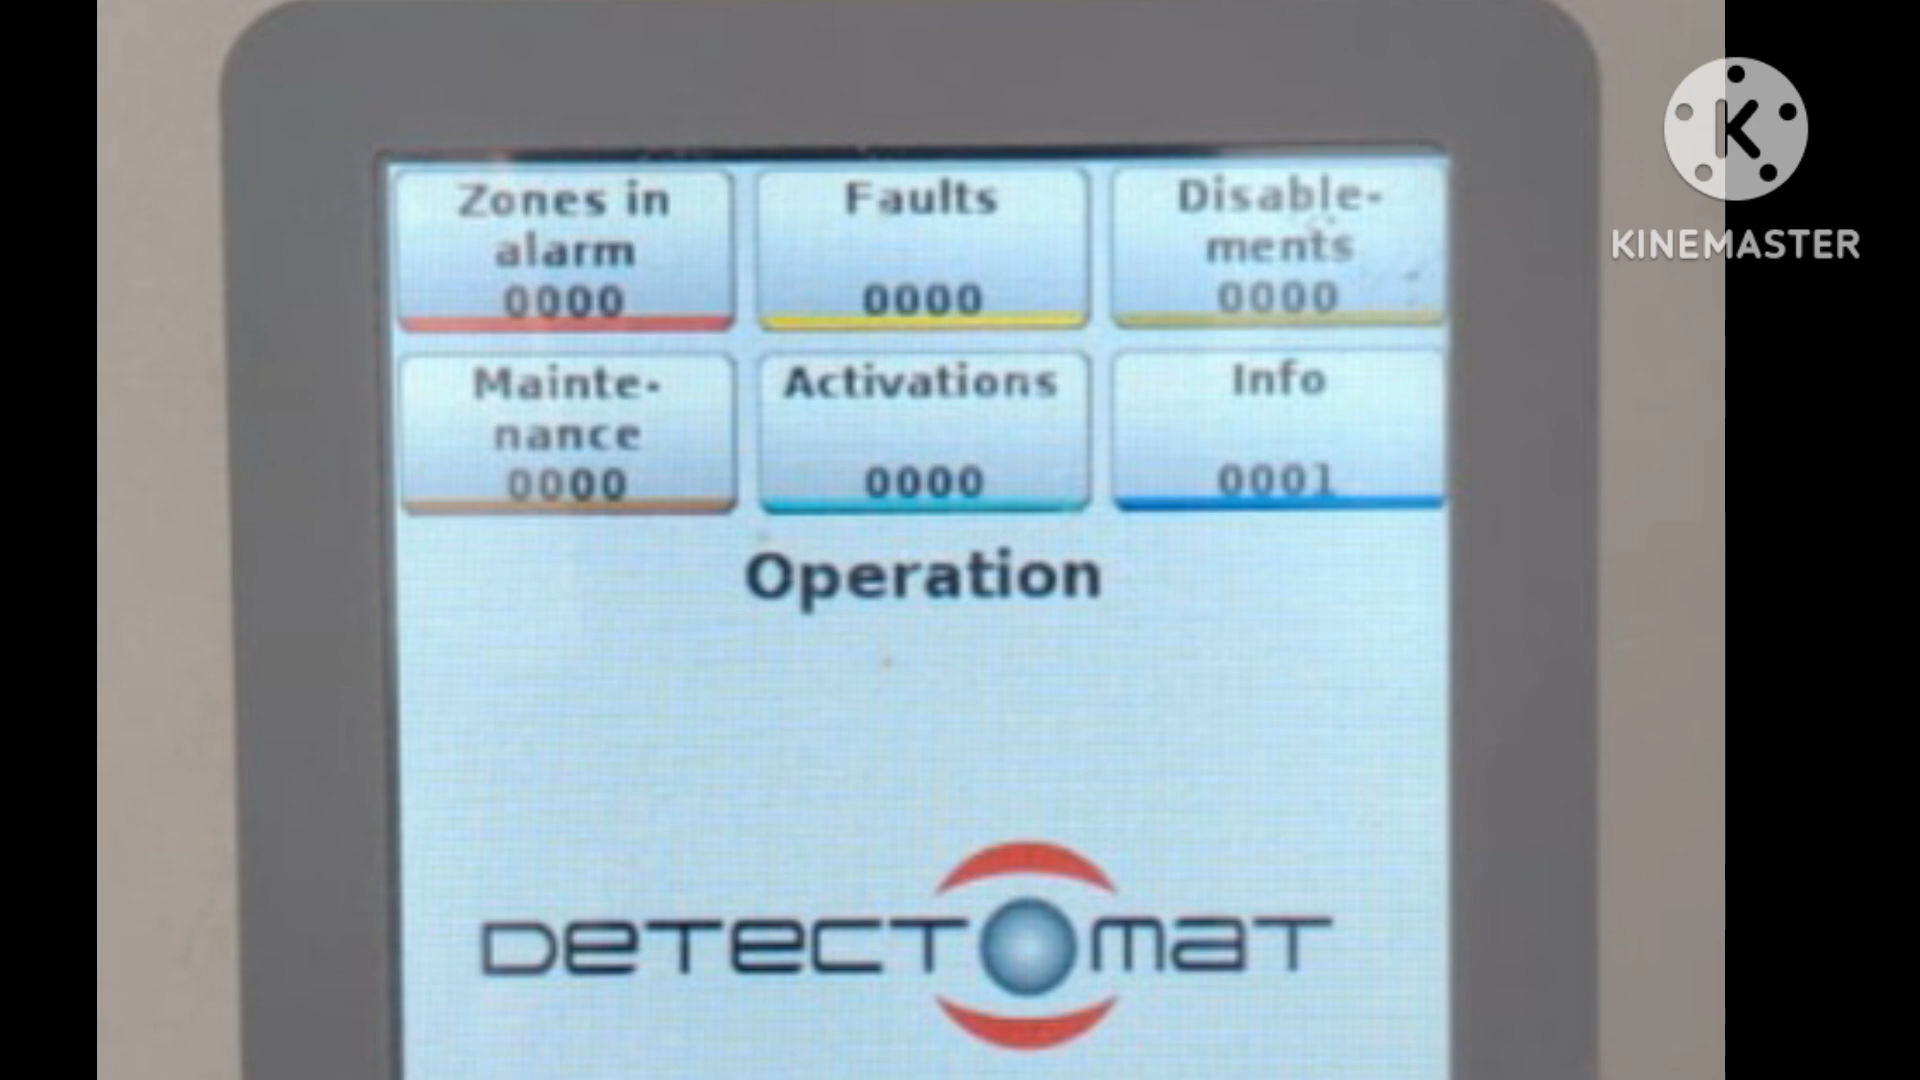 Zones in
alarm
0000
Faults
0000
Disable-
ments
0000
Mainte-
nance
0000
Activations
0000
Info
0001
Operation
DETECTOMAT
K
KINEMASTER